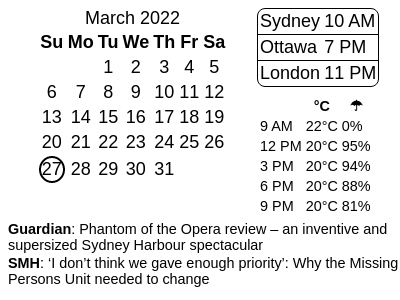 March 2022
Su Mo Tu We Th Fr Sa
1 2 3 4 5
6 7 8 9 10 11 12
13 14 15 16 17 18 19
20 21 22 23 24 25 26
27 28 29 30 31
Sydney 10 AM
Ottawa 7 PM
London 11 PM
°C ☂
9 AM 22°C 0%
12 PM 20°C 95%
3 PM 20°C 94%
6 PM 20°C 88%
9 PM 20°C 81%
Guardian: Phantom of the Opera review – an inventive and
supersized Sydney Harbour spectacular
SMH: ‘I don’t think we gave enough priority’: Why the Missing
Persons Unit needed to change